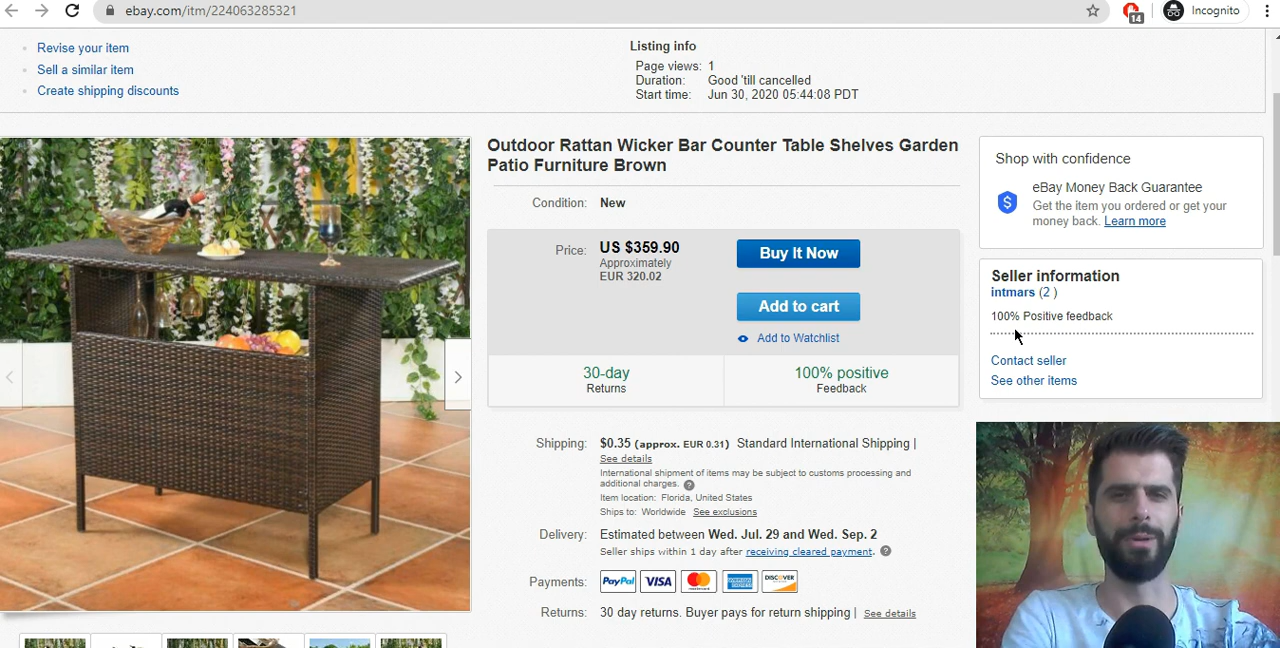 ebay.com/itm/224063285321
14
Incognito
Revise your item
Sell a similar item
Create shipping discounts
Listing info
Page views: 1
Duration: Good 'till cancelled
Start time: Jun 30, 2020 05:44:08 PDT
Outdoor Rattan Wicker Bar Counter Table Shelves Garden
Patio Furniture Brown
Condition: New
Price: US $359.90
Approximately
EUR 320.02
Buy It Now
Add to cart
Add to Watchlist
30-day
Returns
100% positive
Feedback
Shipping: $0.35 (approx. EUR 0.31) Standard International Shipping |
See details
International shipment of items may be subject to customs processing and
additional charges. ?
Item location: Florida, United States
Ships to: Worldwide See exclusions
Delivery: Estimated between Wed. Jul. 29 and Wed. Sep. 2
Seller ships within 1 day after receiving cleared payment. ?
Payments: PayPal VISA MasterCard AMERICAN EXPRESS DISCOVER
Returns: 30 day returns. Buyer pays for return shipping | See details
Shop with confidence
eBay Money Back Guarantee
Get the item you ordered or get your
money back. Learn more
Seller information
intmars (2 )
100% Positive feedback
Contact seller
See other items